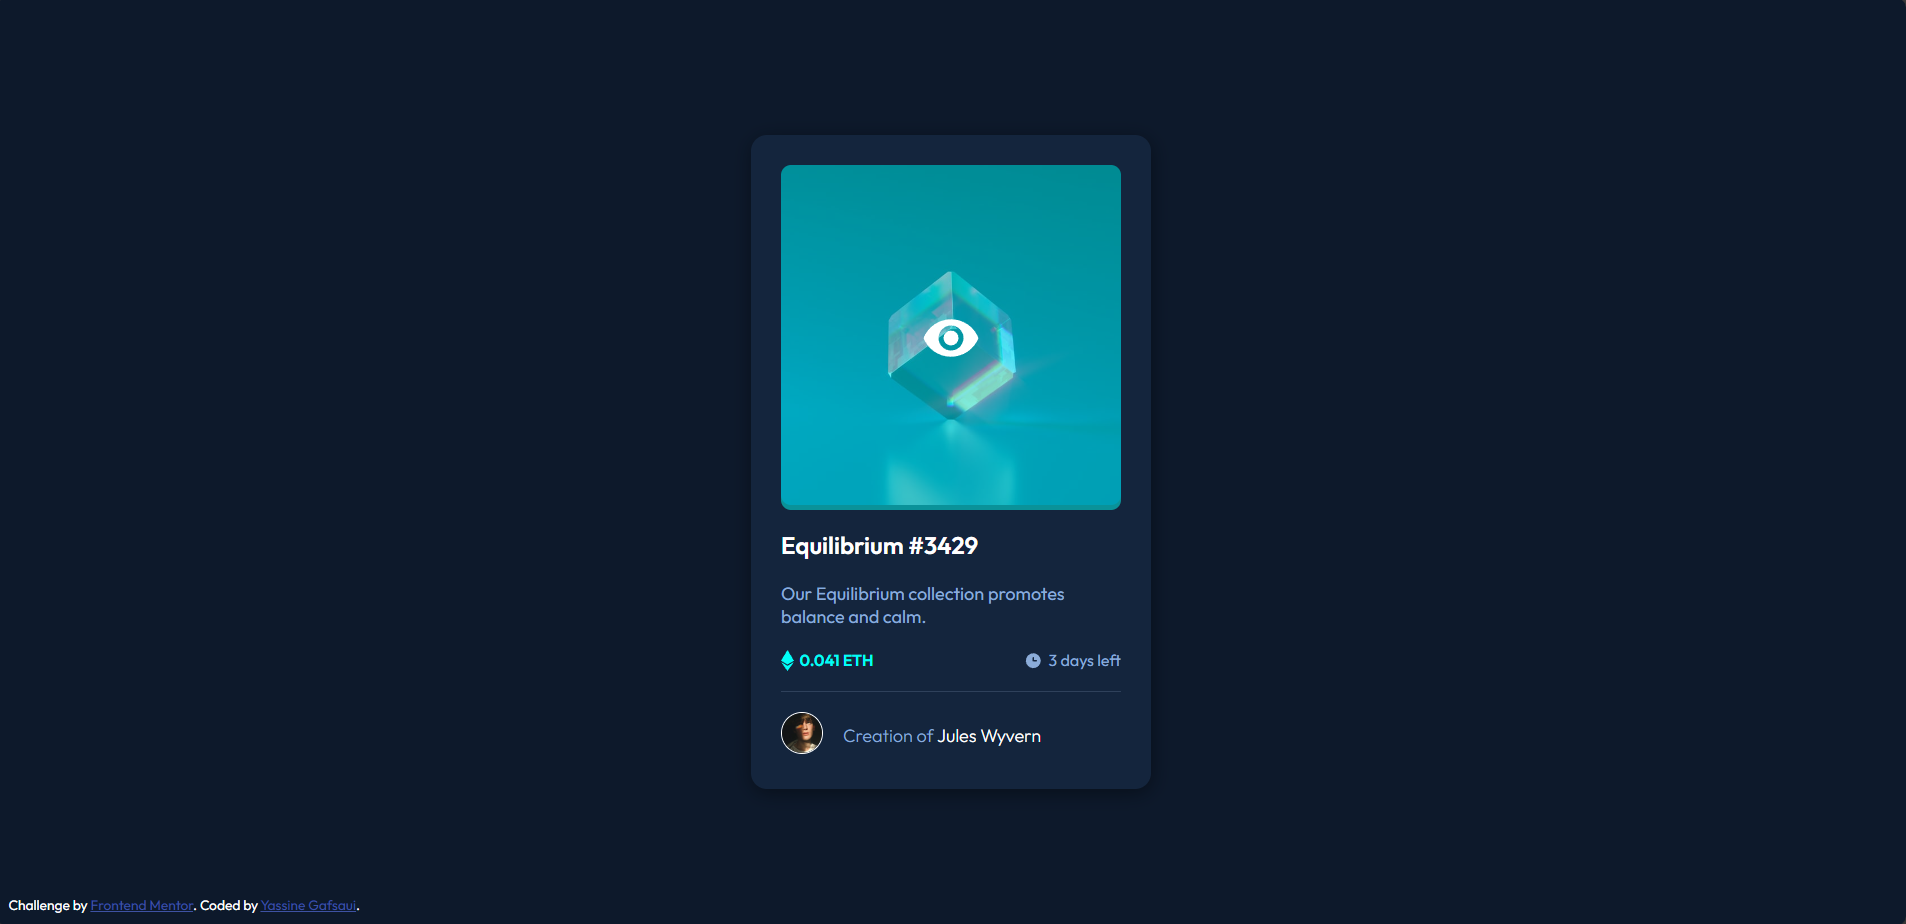 Equilibrium #3429
Our Equilibrium collection promotes
balance and calm.
0.041 ETH
3 days left
Creation of Jules Wyvern
Challenge by Frontend Mentor. Coded by Yassine Gafsaui.